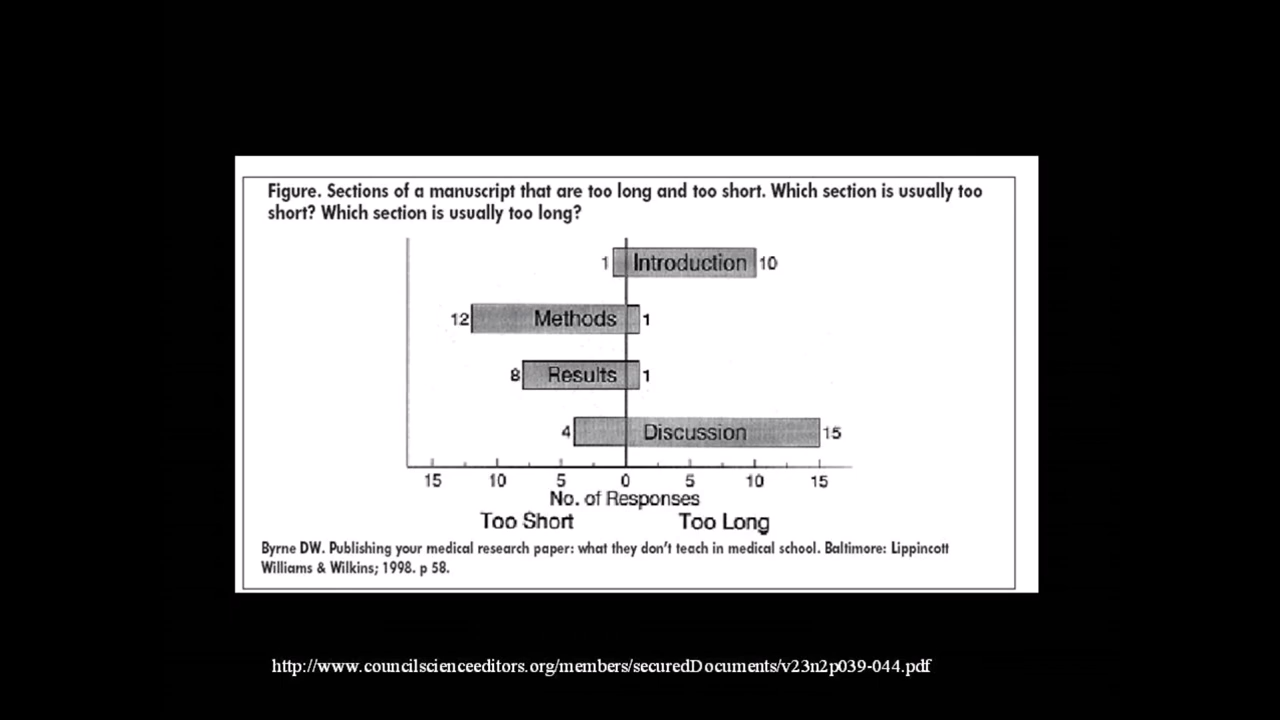 Figure. Sections of a manuscript that are too long and too short. Which section is usually too
short? Which section is usually too long?
1 Introduction 10
12 Methods 1
8 Results 1
4 Discussion 15
15 10 5 0 5 10 15
No. of Responses
Too Short Too Long
Byrne DW. Publishing your medical research paper: what they don't teach in medical school. Baltimore: Lippincott
Williams & Wilkins; 1998. p 58.
http://www.councilscienceeditors.org/members/securedDocuments/v23n2p039-044.pdf